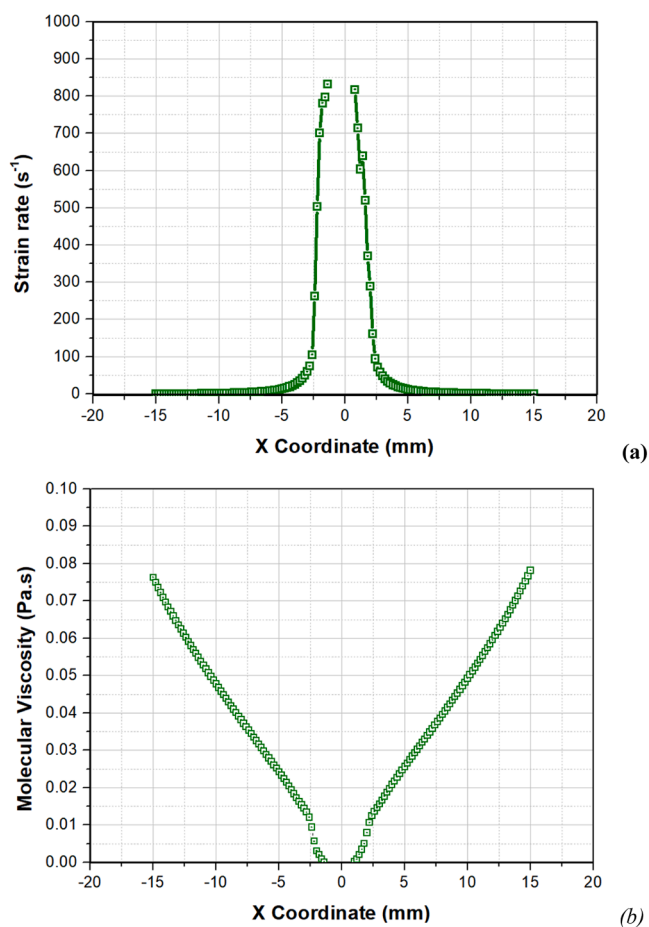 1000
900
800
700
600
500
400
300
200
100
0
Strain rate (s⁻¹)
-20 -15 -10 -5 0 5 10 15 20
X Coordinate (mm)
(a)
0.10
0.09
0.08
0.07
0.06
0.05
0.04
0.03
0.02
0.01
0.00
Molecular Viscosity (Pa.s)
-20 -15 -10 -5 0 5 10 15 20
X Coordinate (mm)
(b)